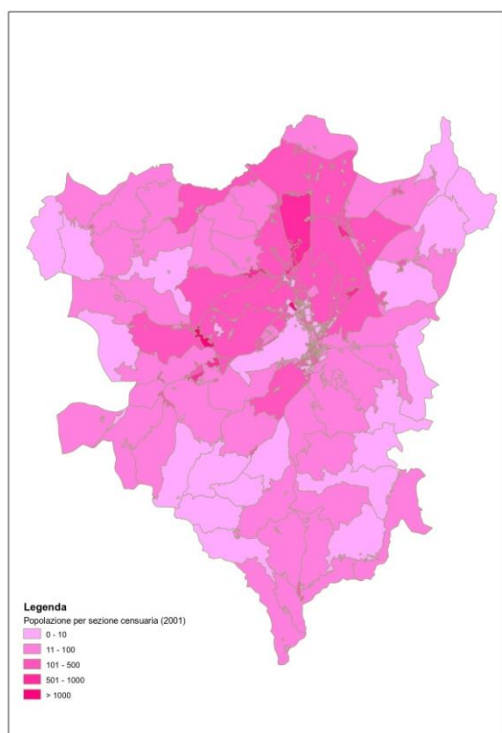 Legenda
Popolazione per sezione censuaria (2001)
0 - 10
11 - 100
101 - 500
501 - 1000
> 1000